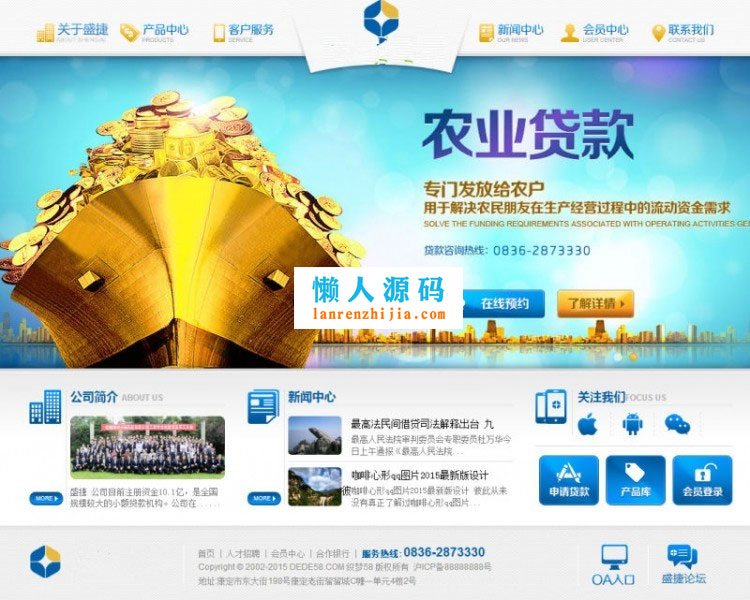 关于盛捷
ABOUT SHENGJIE
产品中心
PRODUCTS
客户服务
SERVICE
新闻中心
OUR NEWS
会员中心
USER CENTER
联系我们
CONTACT US
农业贷款
专门发放给农户
用于解决农民朋友在生产经营过程中的流动资金需求
SOLVE THE FUNDING REQUIREMENTS ASSOCIATED WITH OPERATING ACTIVITIES GE
贷款咨询热线：0836-2873330
懒人源码
lanrenzhijia.com
在线预约
了解详情
公司简介 ABOUT US
盛捷 公司目前注册资金10.1亿，是全国
规模较大的小额贷款机构。公司在......
MORE
新闻中心
最高法民间借贷司法解释出台 九
最高人民法院审判委员会专职委员杜万华今
日上午通报《最高人民法院...
咖啡心形qq图片2015最新版设计
咖啡心形qq图片2015最新版设计 彼此从来
没有真正了解过咖啡心形qq图片...
彼
MORE
关注我们 FOCUS US
申请贷款
产品库
会员登录
首页 | 人才招聘 | 会员中心 | 合作银行 | 服务热线: 0836-2873330
Copyright © 2002-2015 DEDE58.COM 织梦58 版权所有 沪ICP备88888888号
地址:康定市东大街198号康定老街留留城C幢一单元4楼2号
OA入口
盛捷论坛